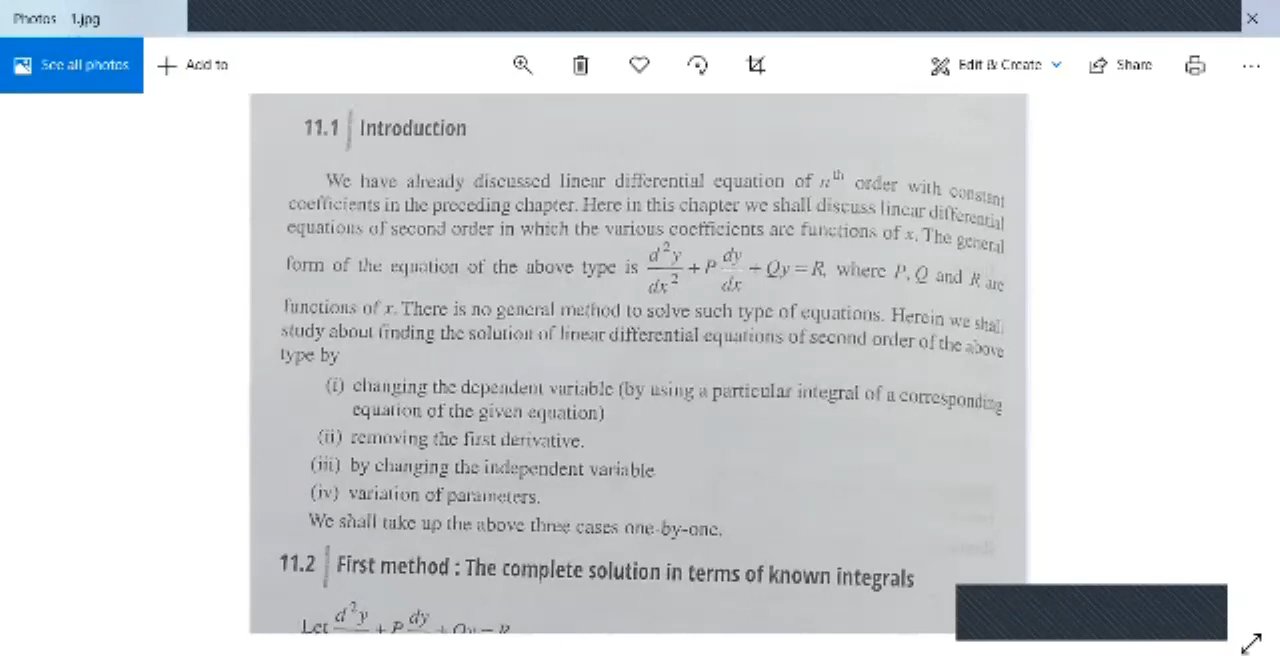 Photos 1.jpg
See all photos
Add to
Edit & Create
Share
11.1 Introduction
We have already discussed linear differential equation of nᵗʰ order with constant
coefficients in the preceding chapter. Here in this chapter we shall discuss linear differential
equations of second order in which the various coefficients are functions of x. The general
form of the equation of the above type is d²y/dx² + P dy/dx + Qy = R, where P, Q and R are
functions of x. There is no general method to solve such type of equations. Herein we shall
study about finding the solution of linear differential equations of second order of the above
type by
(i) changing the dependent variable (by using a particular integral of a corresponding
equation of the given equation)
(ii) removing the first derivative.
(iii) by changing the independent variable
(iv) variation of parameters.
We shall take up the above three cases one-by-one.
11.2 First method : The complete solution in terms of known integrals
Let d²y + P dy + Qy = R